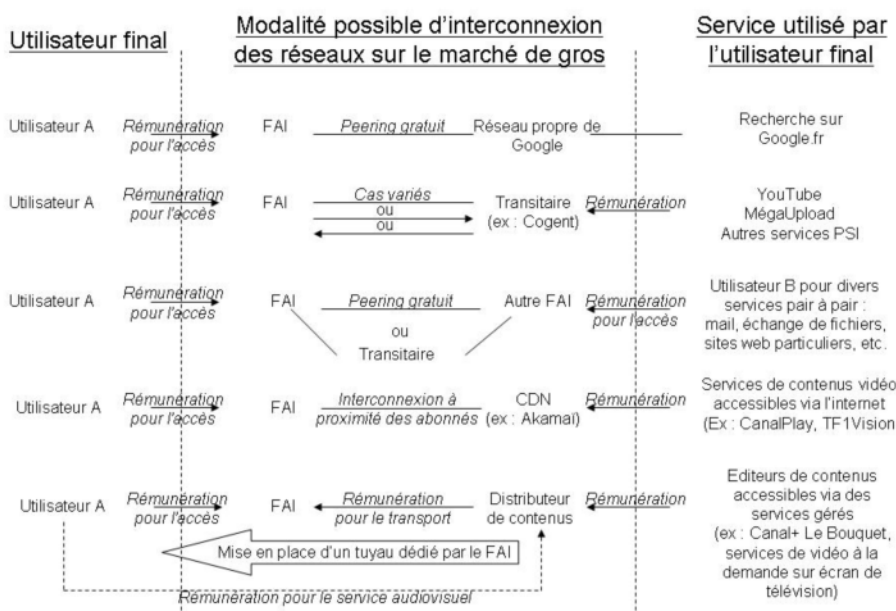 Utilisateur final
Modalité possible d'interconnexion
des réseaux sur le marché de gros
Service utilisé par
l'utilisateur final
Utilisateur A
Rémunération
pour l'accès
FAI
Peering gratuit
Réseau propre de
Google
Recherche sur
Google.fr
Utilisateur A
Rémunération
pour l'accès
FAI
Cas variés
ou
ou
Transitaire
(ex : Cogent)
Rémunération
YouTube
MégaUpload
Autres services PSI
Utilisateur A
Rémunération
pour l'accès
FAI
Peering gratuit
ou
Transitaire
Autre FAI
Rémunération
pour l'accès
Utilisateur B pour divers
services pair à pair :
mail, échange de fichiers,
sites web particuliers, etc.
Utilisateur A
Rémunération
pour l'accès
FAI
Interconnexion à
proximité des abonnés
CDN
(ex : Akamaï)
Rémunération
Services de contenus vidéo
accessibles via l'internet
(Ex : CanalPlay, TF1Vision
Utilisateur A
Rémunération
pour l'accès
FAI
Rémunération
pour le transport
Distributeur
de contenus
Rémunération
Editeurs de contenus
accessibles via des
services gérés
(ex : Canal+ Le Bouquet,
services de vidéo à la
demande sur écran de
télévision)
Mise en place d'un tuyau dédié par le FAI
Rémunération pour le service audiovisuel